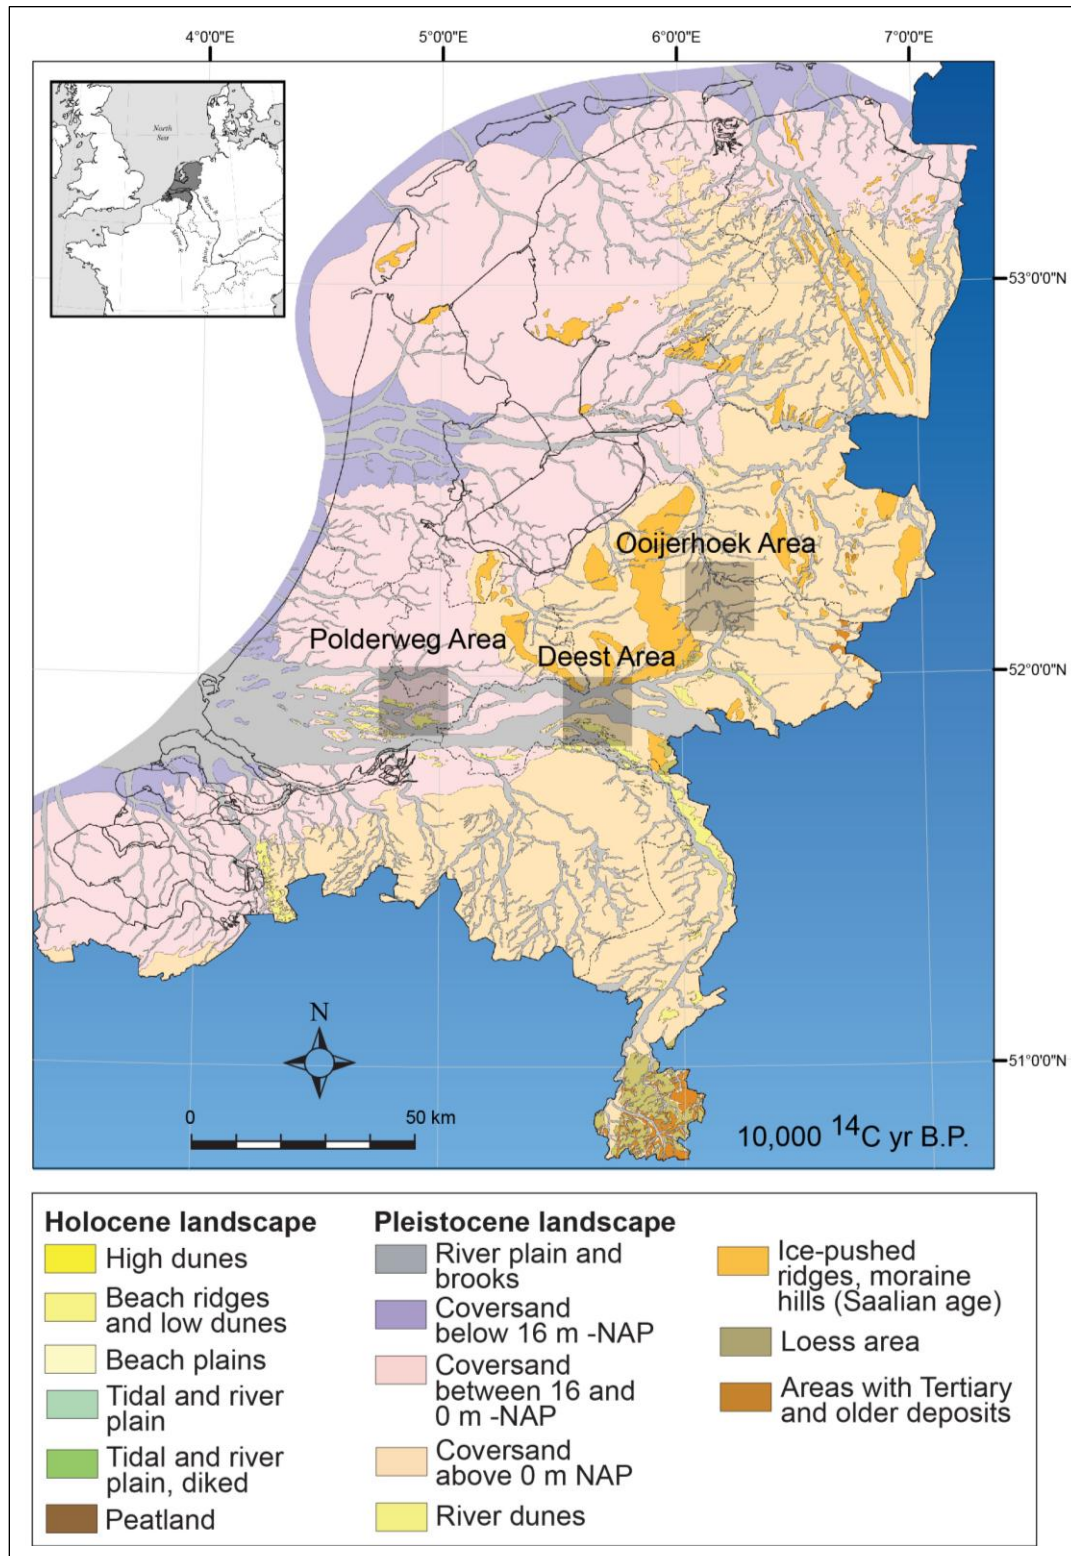 4°0'0"E
5°0'0"E
6°0'0"E
7°0'0"E
North
Sea
Rhine R.
Danube R.
53°0'0"N
Ooijerhoek Area
Polderweg Area
Deest Area
52°0'0"N
N
51°0'0"N
0
50 km
10,000 ¹⁴C yr B.P.
Holocene landscape
High dunes
Beach ridges
and low dunes
Beach plains
Tidal and river
plain
Tidal and river
plain, diked
Peatland
Pleistocene landscape
River plain and
brooks
Coversand
below 16 m -NAP
Coversand
between 16 and
0 m -NAP
Coversand
above 0 m NAP
River dunes
Ice-pushed
ridges, moraine
hills (Saalian age)
Loess area
Areas with Tertiary
and older deposits